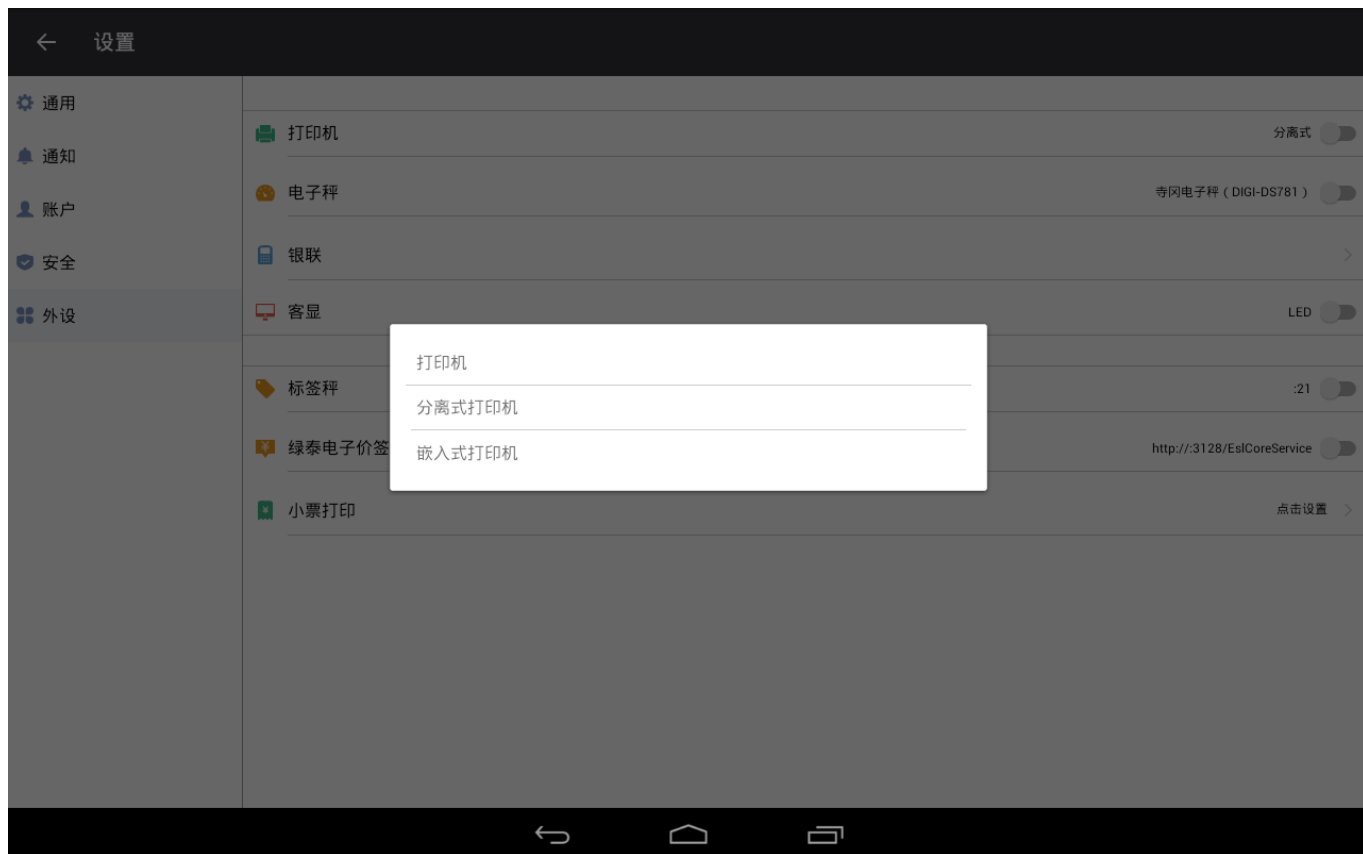 设置
通用
通知
账户
安全
外设
打印机 分离式
电子秤 寺冈电子秤（DIGI-DS781）
银联
客显 LED
标签秤 :21
绿泰电子价签 http://:3128/EslCoreService
小票打印 点击设置
打印机
分离式打印机
嵌入式打印机